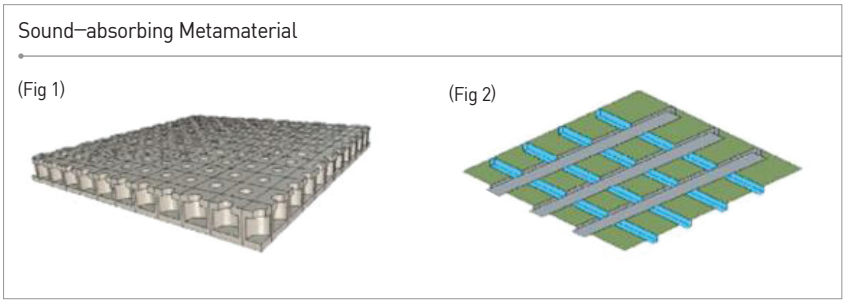 Sound–absorbing Metamaterial
(Fig 1)
(Fig 2)